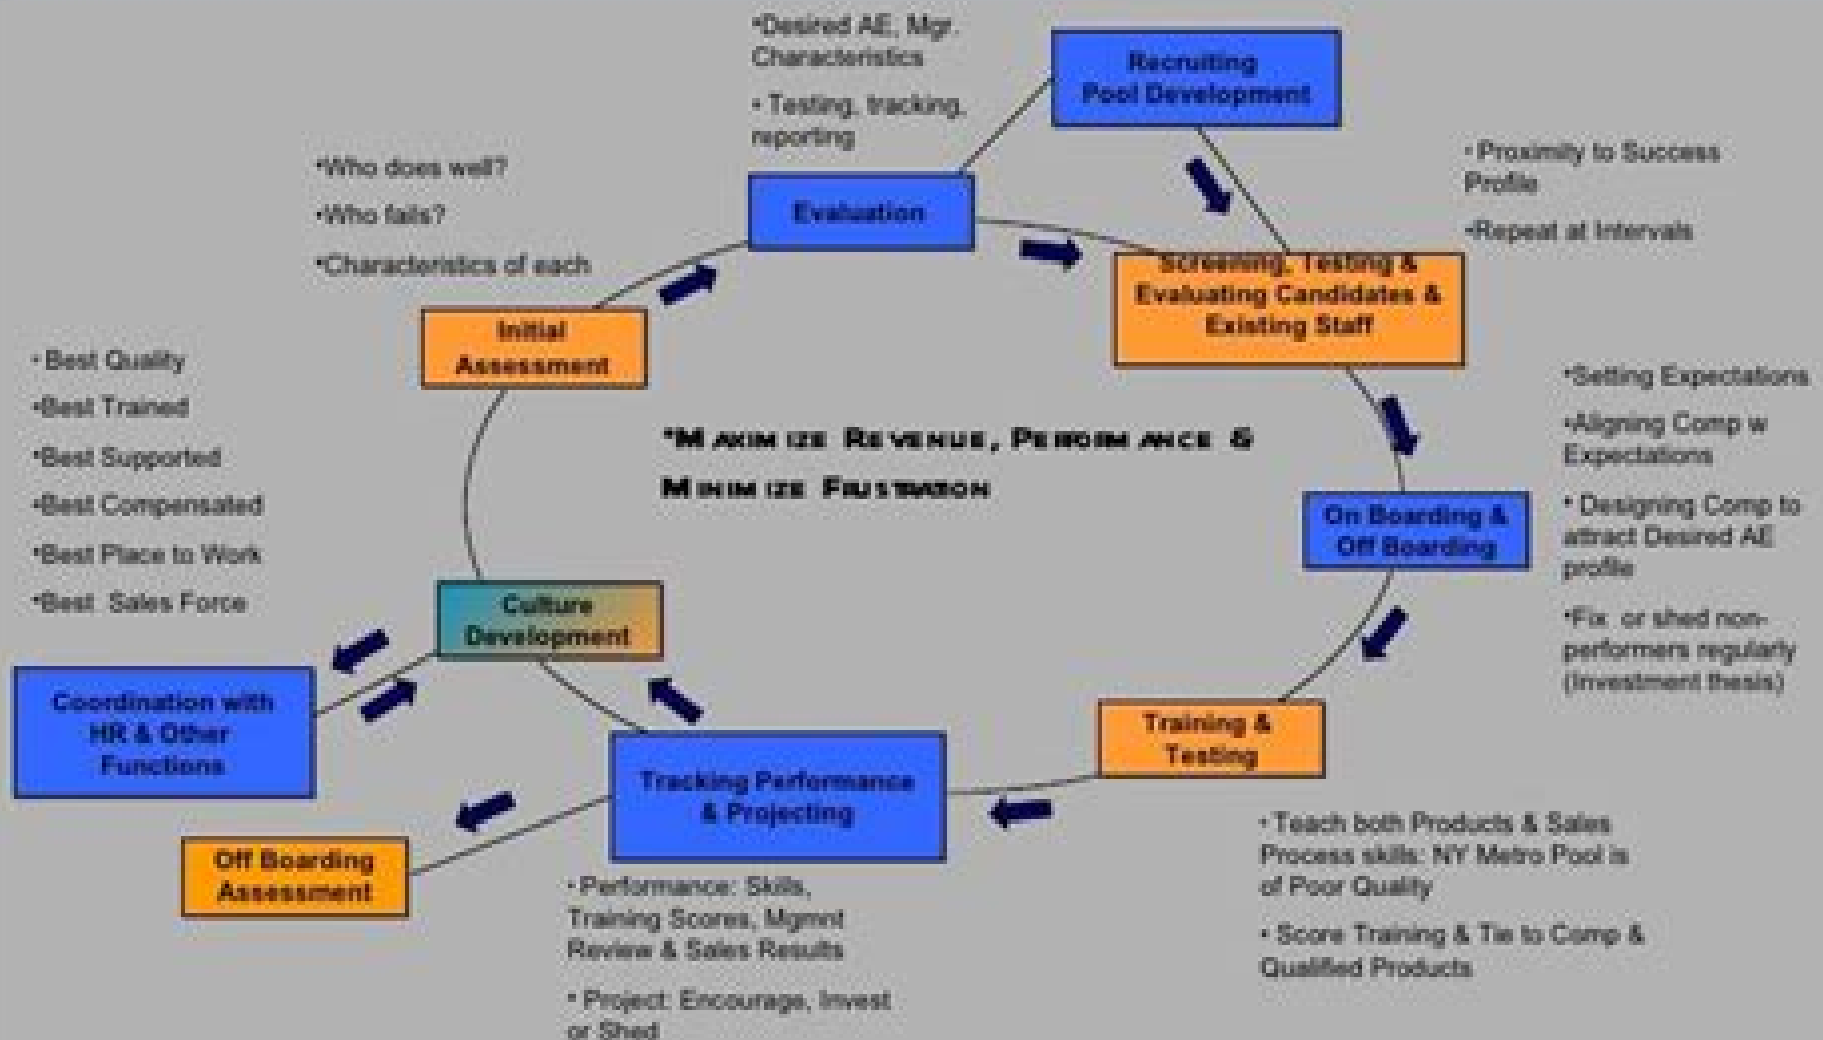 •Desired AE, Mgr.
Characteristics
• Testing, tracking,
reporting
Recruiting
Pool Development
•Who does well?
•Who fails?
•Characteristics of each
Evaluation
• Proximity to Success
Profile
•Repeat at Intervals
Screening, Testing &
Evaluating Candidates &
Existing Staff
Initial
Assessment
• Best Quality
•Best Trained
•Best Supported
•Best Compensated
•Best Place to Work
•Best Sales Force
•Maximize Revenue, Performance &
Minimize Frustration
•Setting Expectations
•Aligning Comp w
Expectations
• Designing Comp to
attract Desired AE
profile
•Fix or shed non-
performers regularly
(Investment thesis)
On Boarding &
Off Boarding
Culture
Development
Coordination with
HR & Other
Functions
Training &
Testing
Tracking Performance
& Projecting
Off Boarding
Assessment
• Performance: Skills,
Training Scores, Mgmnt
Review & Sales Results
• Project: Encourage, Invest
or Shed
• Teach both Products & Sales
Process skills: NY Metro Pool is
of Poor Quality
• Score Training & Tie to Comp &
Qualified Products